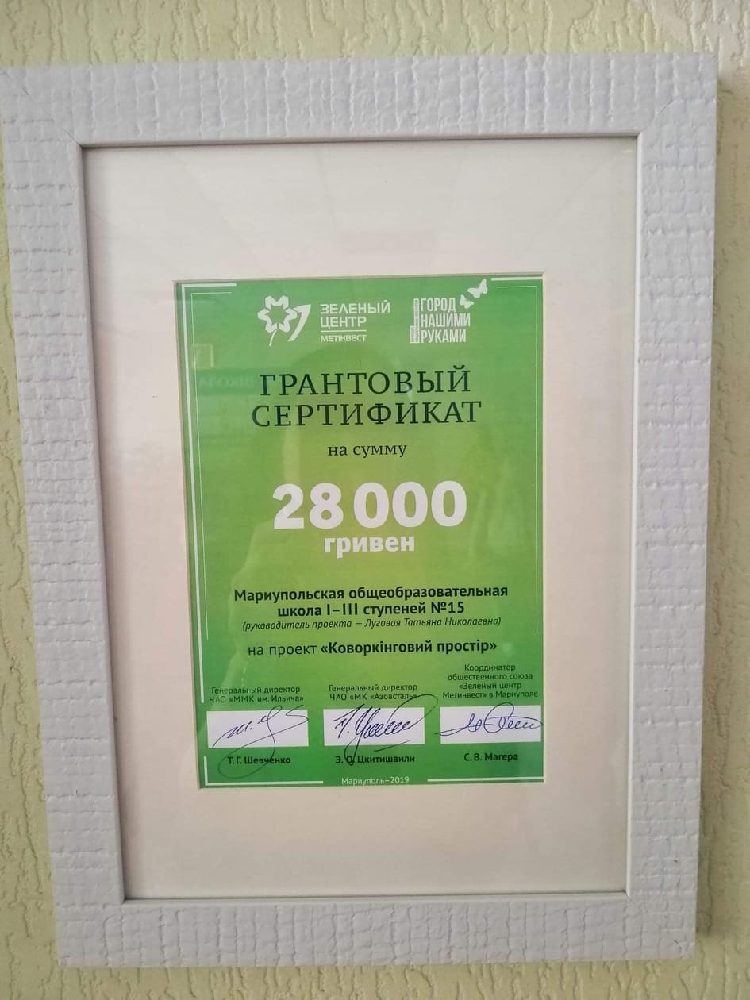 ЗЕЛЕНЫЙ
ЦЕНТР
МЕТІНВЕСТ
ГОРОД
НАШИМИ
РУКАМИ
ГРАНТОВЫЙ
СЕРТИФИКАТ
на сумму
28 000
гривен
Мариупольская общеобразовательная
школа I–III ступеней №15
(руководитель проекта — Луговая Татьяна Николаевна)
на проект «Коворкінговий простір»
Генеральный директор
ЧАО «ММК им. Ильича»
Т. Г. Шевченко
Генеральный директор
ЧАО «МК «Азовсталь»
Э. О. Цкитишвили
Координатор
общественного союза
«Зеленый центр
Метинвест» в Мариуполе
С. В. Магера
Мариуполь–2019